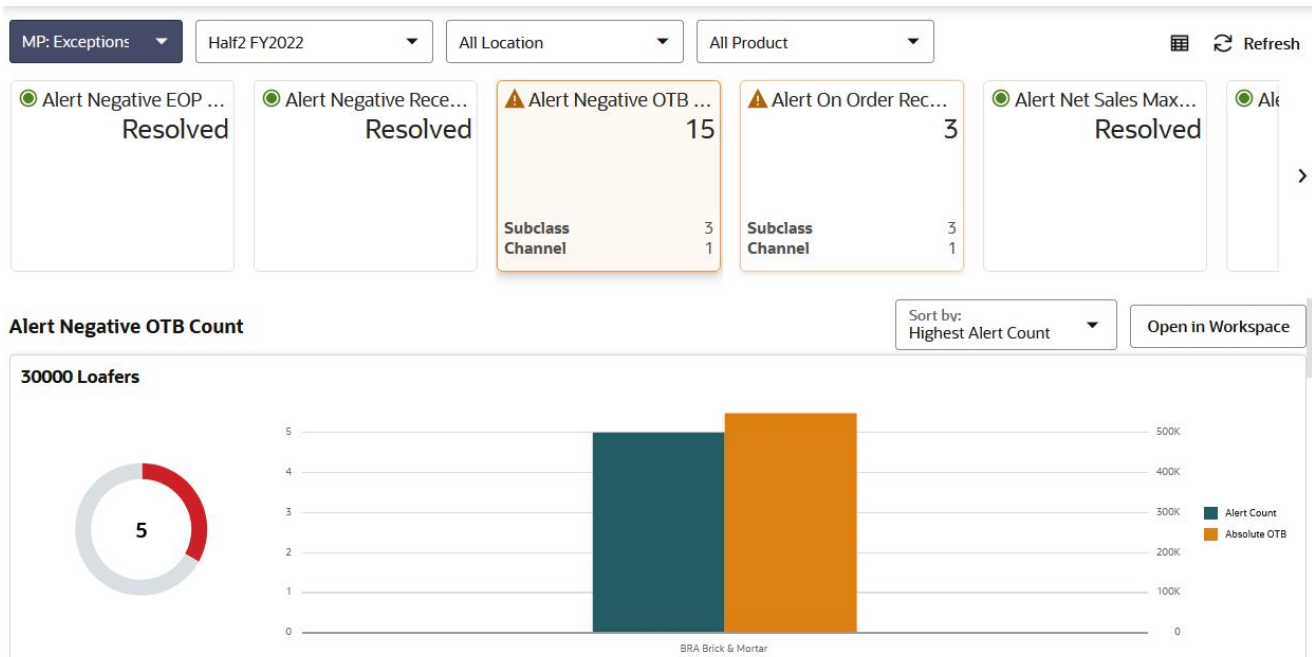 MP: Exceptions
Half2 FY2022
All Location
All Product
Refresh
Alert Negative EOP ...
Resolved
Alert Negative Rece...
Resolved
Alert Negative OTB ...
15
Subclass 3
Channel 1
Alert On Order Rec...
3
Subclass 3
Channel 1
Alert Net Sales Max...
Resolved
Ale
Alert Negative OTB Count
Sort by:
Highest Alert Count
Open in Workspace
30000 Loafers
5
5
4
3
2
1
0
500K
400K
300K
200K
100K
0
BRA Brick & Mortar
Alert Count
Absolute OTB